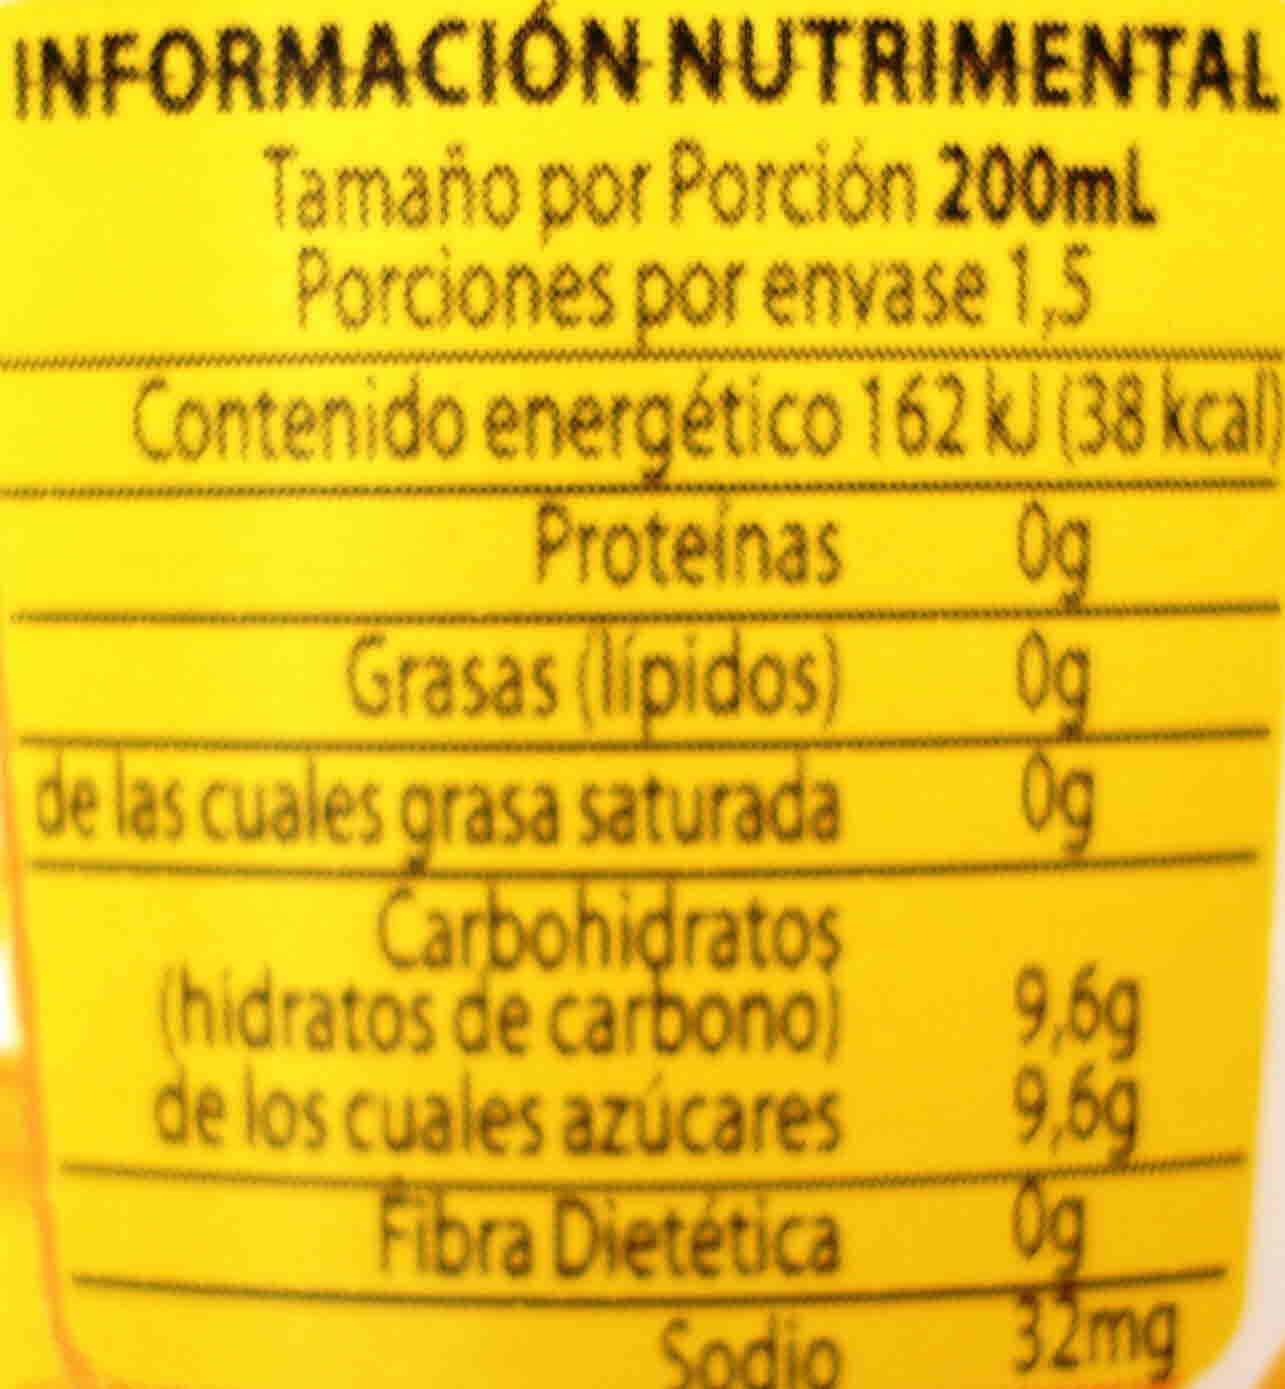 INFORMACIÓN NUTRIMENTAL
Tamaño por Porción 200mL
Porciones por envase 1,5
Contenido energético 162 kJ (38 kcal)
Proteínas 0g
Grasas (lípidos) 0g
de las cuales grasa saturada 0g
Carbohidratos
(hidratos de carbono) 9,6g
de los cuales azúcares 9,6g
Fibra Dietética 0g
Sodio 32mg